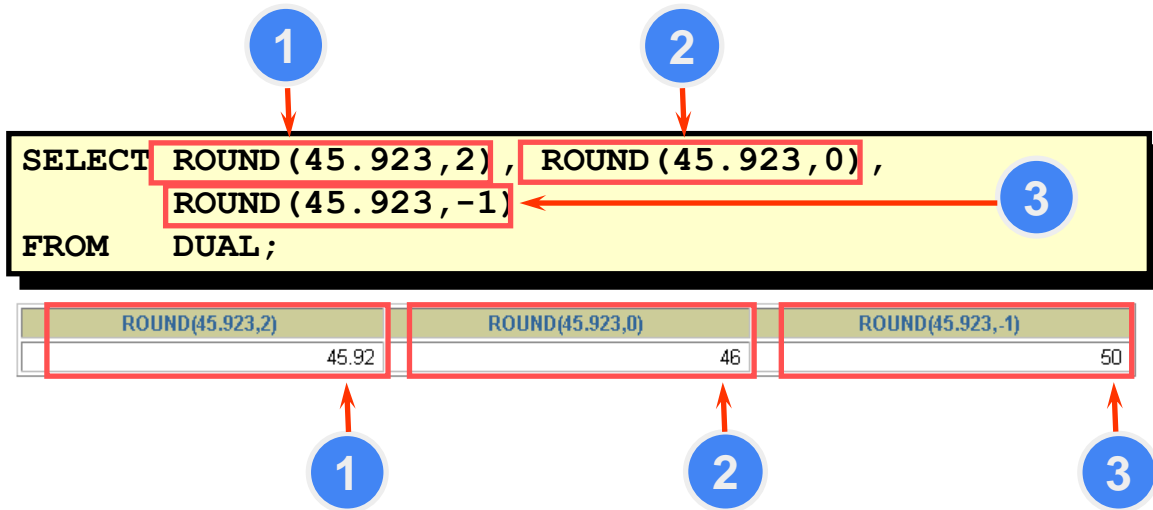 1 2
SELECT ROUND(45.923,2), ROUND(45.923,0),
ROUND(45.923,-1) 3
FROM DUAL;
ROUND(45.923,2) ROUND(45.923,0) ROUND(45.923,-1)
45.92 46 50
1 2 3